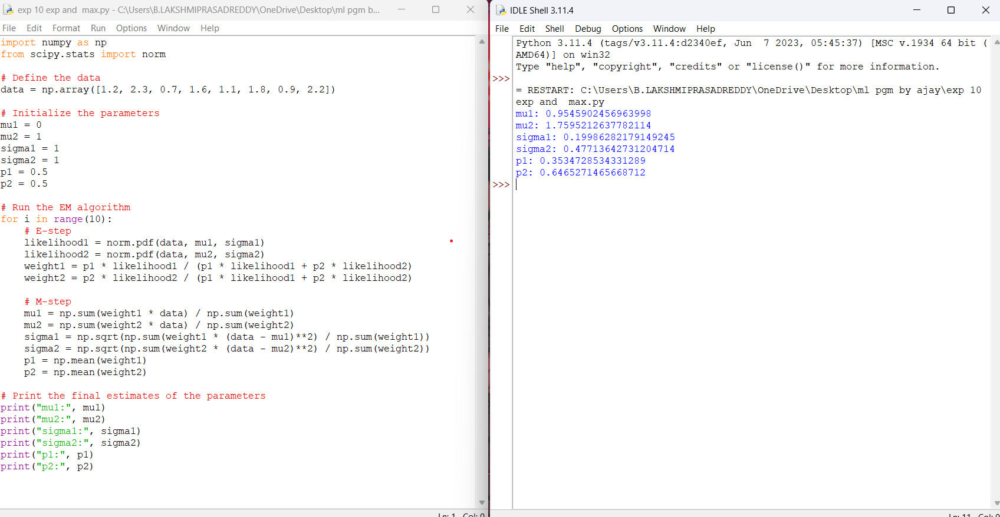 exp 10 exp and  max.py - C:\Users\B.LAKSHMIPRASADREDDY\OneDrive\Desktop\ml pgm b...
File Edit Format Run Options Window Help
import numpy as np
from scipy.stats import norm

# Define the data
data = np.array([1.2, 2.3, 0.7, 1.6, 1.1, 1.8, 0.9, 2.2])

# Initialize the parameters
mu1 = 0
mu2 = 1
sigma1 = 1
sigma2 = 1
p1 = 0.5
p2 = 0.5

# Run the EM algorithm
for i in range(10):
    # E-step
    likelihood1 = norm.pdf(data, mu1, sigma1)
    likelihood2 = norm.pdf(data, mu2, sigma2)
    weight1 = p1 * likelihood1 / (p1 * likelihood1 + p2 * likelihood2)
    weight2 = p2 * likelihood2 / (p1 * likelihood1 + p2 * likelihood2)

    # M-step
    mu1 = np.sum(weight1 * data) / np.sum(weight1)
    mu2 = np.sum(weight2 * data) / np.sum(weight2)
    sigma1 = np.sqrt(np.sum(weight1 * (data - mu1)**2) / np.sum(weight1))
    sigma2 = np.sqrt(np.sum(weight2 * (data - mu2)**2) / np.sum(weight2))
    p1 = np.mean(weight1)
    p2 = np.mean(weight2)

# Print the final estimates of the parameters
print("mu1:", mu1)
print("mu2:", mu2)
print("sigma1:", sigma1)
print("sigma2:", sigma2)
print("p1:", p1)
print("p2:", p2)
Ln: 1 Col: 0
IDLE Shell 3.11.4
File Edit Shell Debug Options Window Help
Python 3.11.4 (tags/v3.11.4:d2340ef, Jun  7 2023, 05:45:37) [MSC v.1934 64 bit (
AMD64)] on win32
Type "help", "copyright", "credits" or "license()" for more information.
>>>
= RESTART: C:\Users\B.LAKSHMIPRASADREDDY\OneDrive\Desktop\ml pgm by ajay\exp 10
exp and  max.py
mu1: 0.9545902456963998
mu2: 1.7595212637782114
sigma1: 0.19986282179149245
sigma2: 0.47713642731204714
p1: 0.3534728534331289
p2: 0.6465271465668712
>>>
Ln: 11 Col: 0